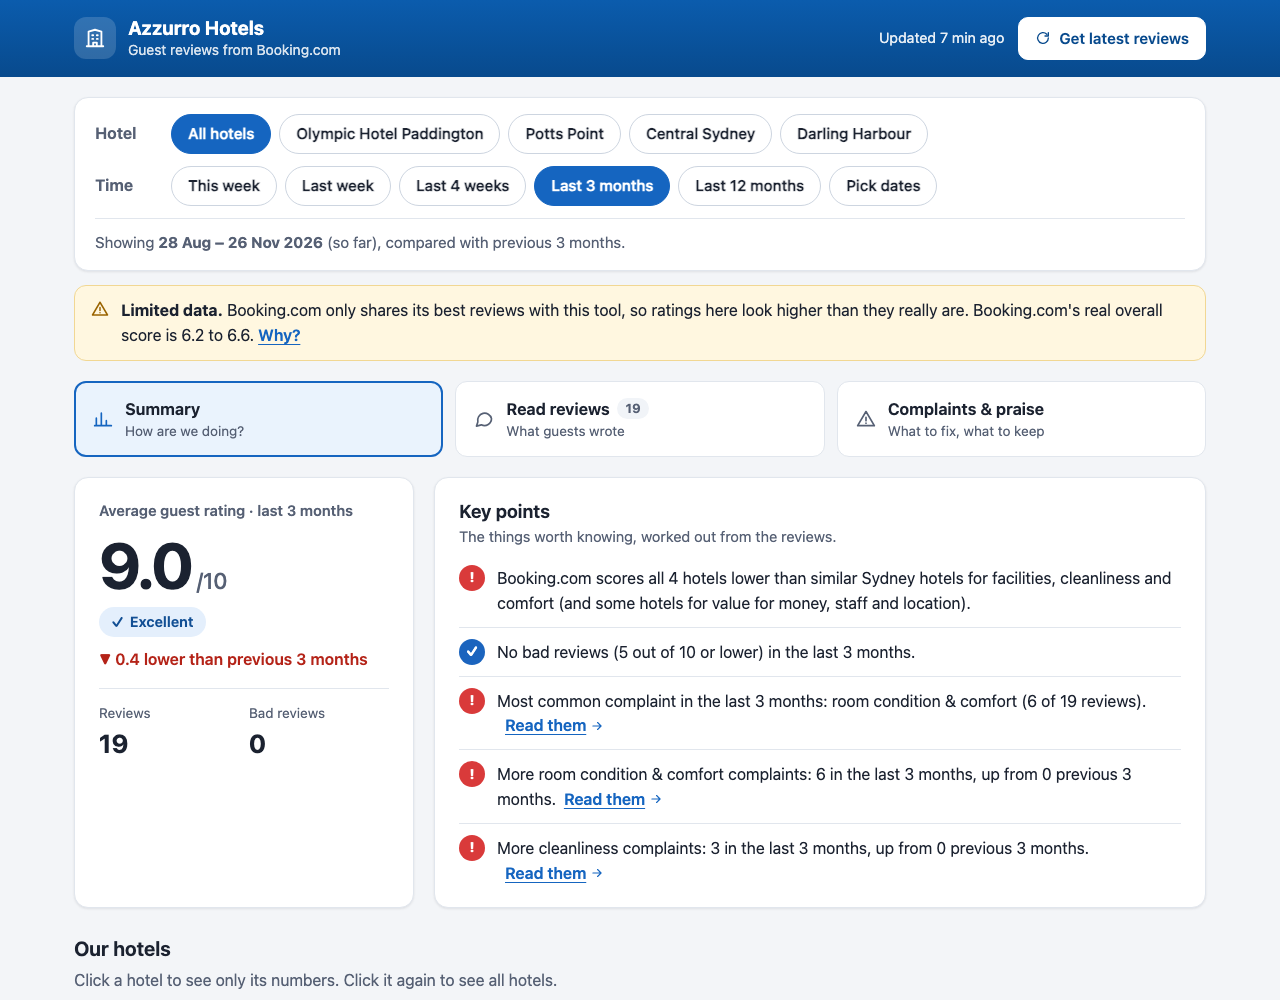 Azzurro Hotels
Guest reviews from Booking.com
Updated 7 min ago
Get latest reviews
Hotel
All hotels
Olympic Hotel Paddington
Potts Point
Central Sydney
Darling Harbour
Time
This week
Last week
Last 4 weeks
Last 3 months
Last 12 months
Pick dates
Showing 28 Aug – 26 Nov 2026 (so far), compared with previous 3 months.
Limited data. Booking.com only shares its best reviews with this tool, so ratings here look higher than they really are. Booking.com's real overall
score is 6.2 to 6.6. Why?
Summary
How are we doing?
Read reviews 19
What guests wrote
Complaints & praise
What to fix, what to keep
Average guest rating · last 3 months
9.0 /10
✓ Excellent
▼ 0.4 lower than previous 3 months
Reviews
19
Bad reviews
0
Key points
The things worth knowing, worked out from the reviews.
Booking.com scores all 4 hotels lower than similar Sydney hotels for facilities, cleanliness and
comfort (and some hotels for value for money, staff and location).
No bad reviews (5 out of 10 or lower) in the last 3 months.
Most common complaint in the last 3 months: room condition & comfort (6 of 19 reviews).
Read them →
More room condition & comfort complaints: 6 in the last 3 months, up from 0 previous 3
months. Read them →
More cleanliness complaints: 3 in the last 3 months, up from 0 previous 3 months.
Read them →
Our hotels
Click a hotel to see only its numbers. Click it again to see all hotels.